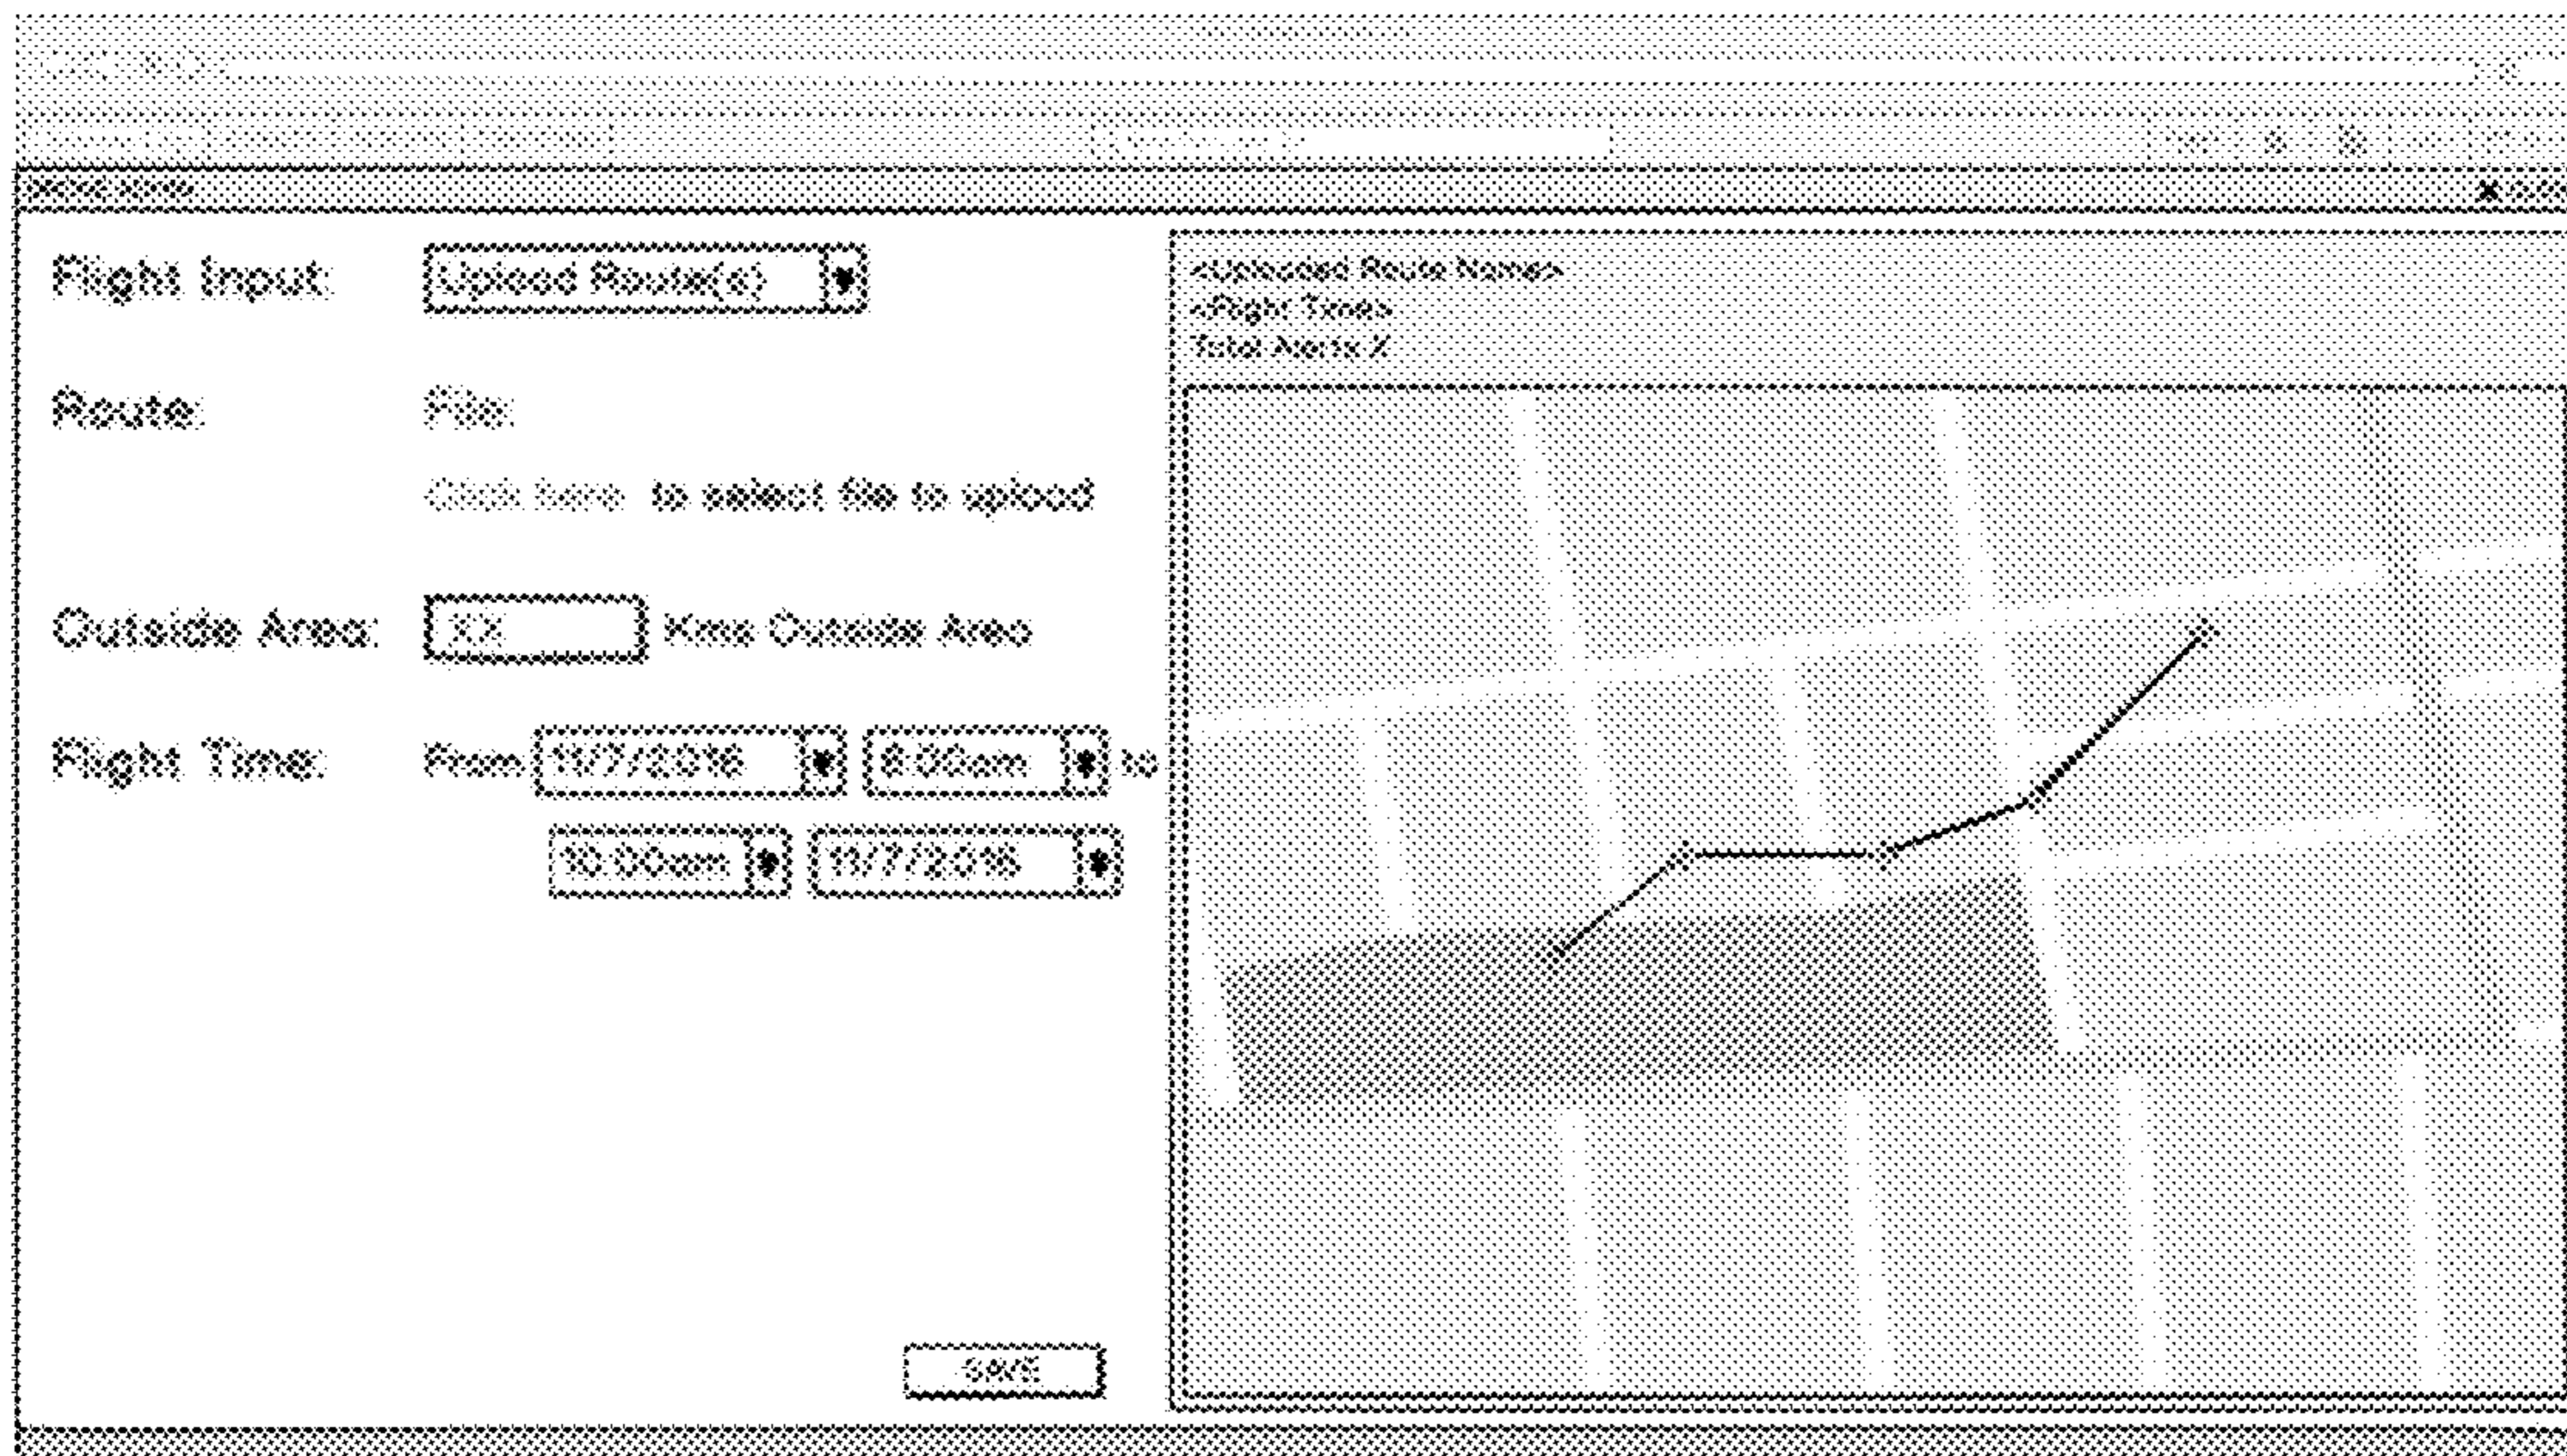 Flight Input: Upload Route(s)
Route: File:
Click here to select file to upload
Outside Area: XX Kms Outside Area
Flight Time: From 11/7/2016 8:00am to
10:00am 11/7/2016
SAVE
<Uploaded Route Name>
<Flight Time>
Total Alerts X